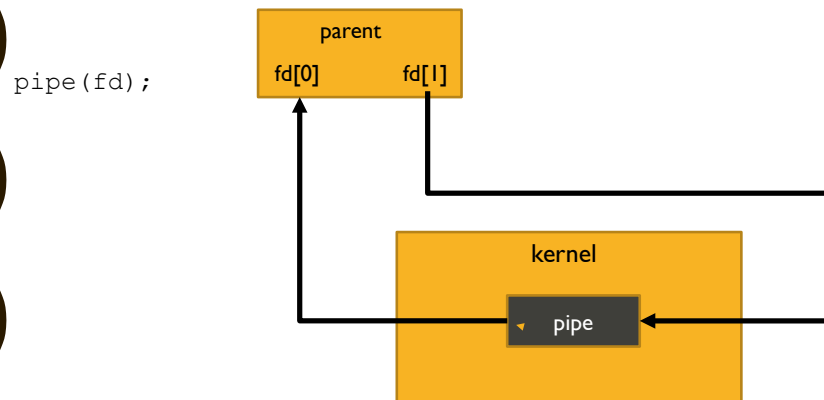 parent
fd[0] fd[1]
pipe(fd);
kernel
pipe